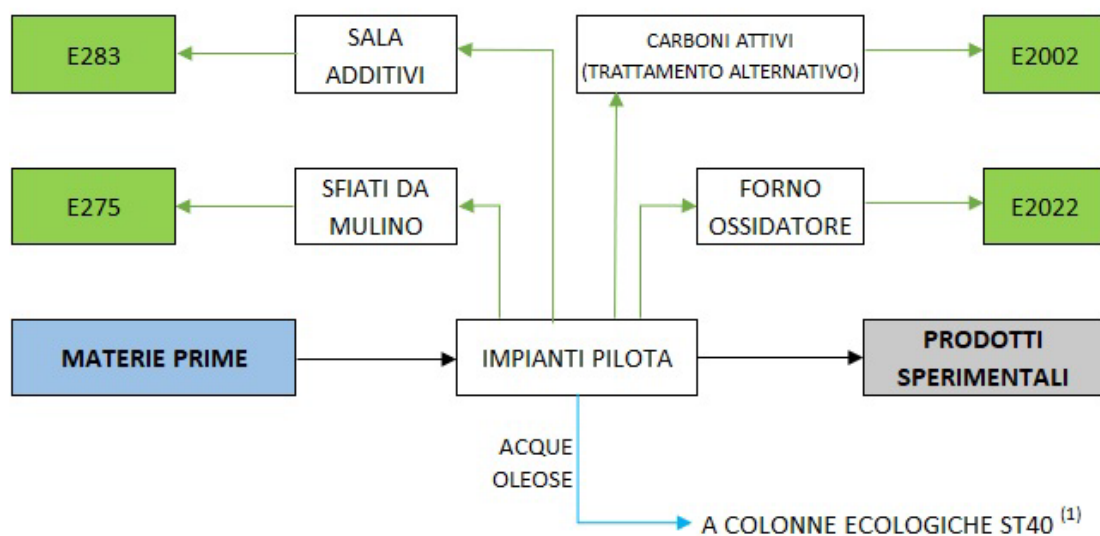 E283
SALA
ADDITIVI
CARBONI ATTIVI
(TRATTAMENTO ALTERNATIVO)
E2002
E275
SFIATI DA
MULINO
FORNO
OSSIDATORE
E2022
MATERIE PRIME
IMPIANTI PILOTA
PRODOTTI
SPERIMENTALI
ACQUE
OLEOSE
A COLONNE ECOLOGICHE ST40 (1)